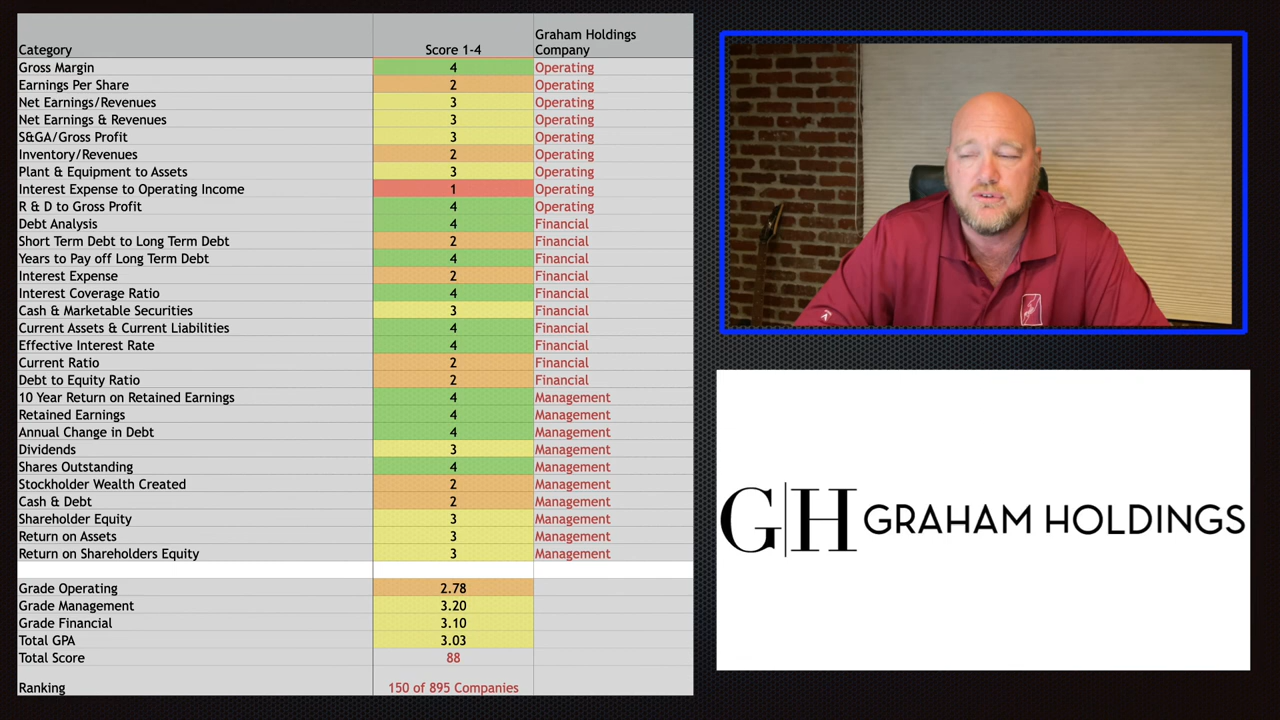 Category Score 1-4 Graham Holdings Company
Gross Margin 4 Operating
Earnings Per Share 2 Operating
Net Earnings/Revenues 3 Operating
Net Earnings & Revenues 3 Operating
S&GA/Gross Profit 3 Operating
Inventory/Revenues 2 Operating
Plant & Equipment to Assets 3 Operating
Interest Expense to Operating Income 1 Operating
R & D to Gross Profit 4 Operating
Debt Analysis 4 Financial
Short Term Debt to Long Term Debt 2 Financial
Years to Pay off Long Term Debt 4 Financial
Interest Expense 2 Financial
Interest Coverage Ratio 4 Financial
Cash & Marketable Securities 3 Financial
Current Assets & Current Liabilities 4 Financial
Effective Interest Rate 4 Financial
Current Ratio 2 Financial
Debt to Equity Ratio 2 Financial
10 Year Return on Retained Earnings 4 Management
Retained Earnings 4 Management
Annual Change in Debt 4 Management
Dividends 3 Management
Shares Outstanding 4 Management
Stockholder Wealth Created 2 Management
Cash & Debt 2 Management
Shareholder Equity 3 Management
Return on Assets 3 Management
Return on Shareholders Equity 3 Management
Grade Operating 2.78
Grade Management 3.20
Grade Financial 3.10
Total GPA 3.03
Total Score 88
Ranking 150 of 895 Companies
GH GRAHAM HOLDINGS